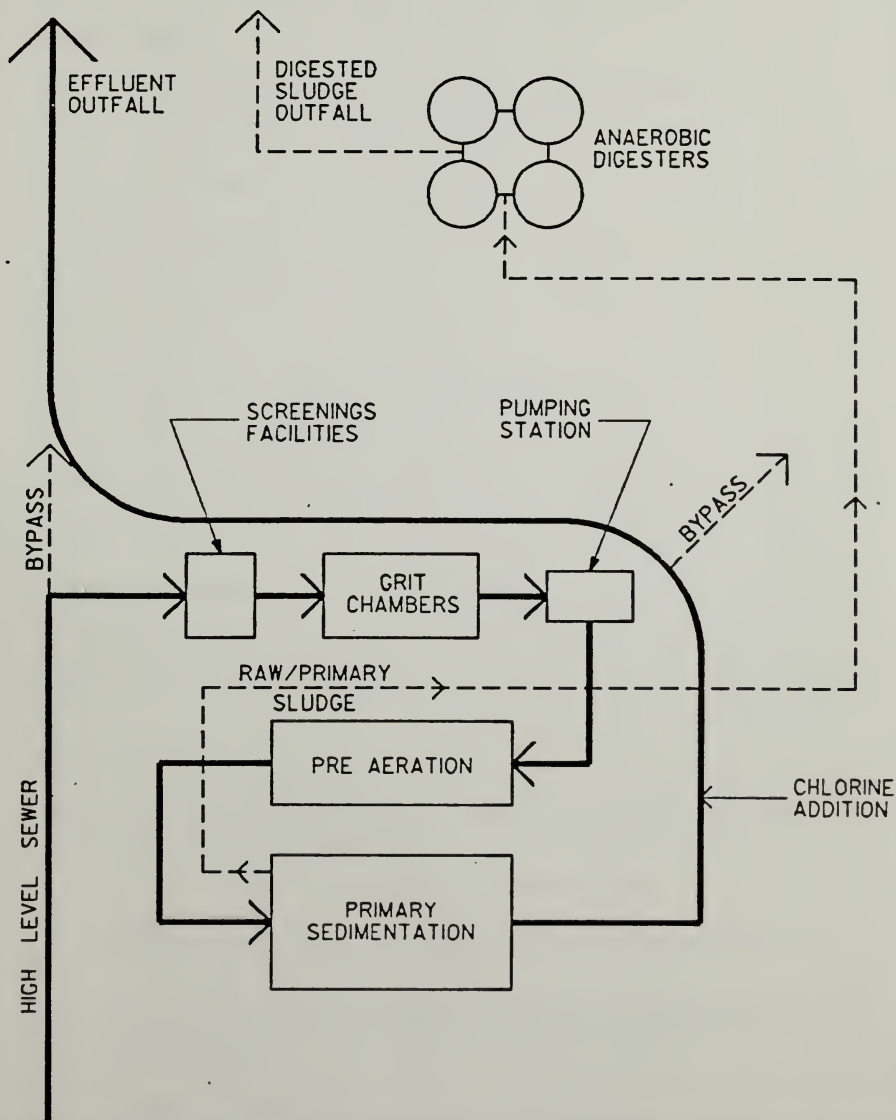 EFFLUENT
OUTFALL
DIGESTED
SLUDGE
OUTFALL
ANAEROBIC
DIGESTERS
SCREENINGS
FACILITIES
PUMPING
STATION
BYPASS
BYPASS
GRIT
CHAMBERS
RAW/PRIMARY
SLUDGE
PRE AERATION
CHLORINE
ADDITION
HIGH LEVEL SEWER
PRIMARY
SEDIMENTATION